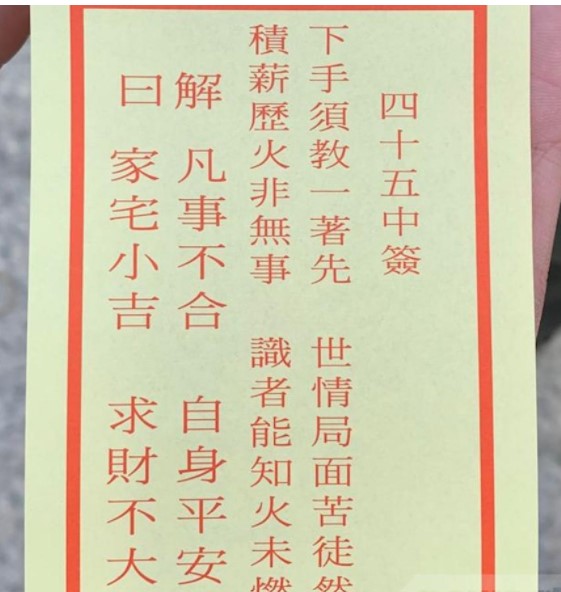 四十五中簽
下手須教一著先 世情局面苦徒然
積薪歷火非無事 識者能知火未燃
解 凡事不合 自身平安
曰 家宅小吉 求財不大